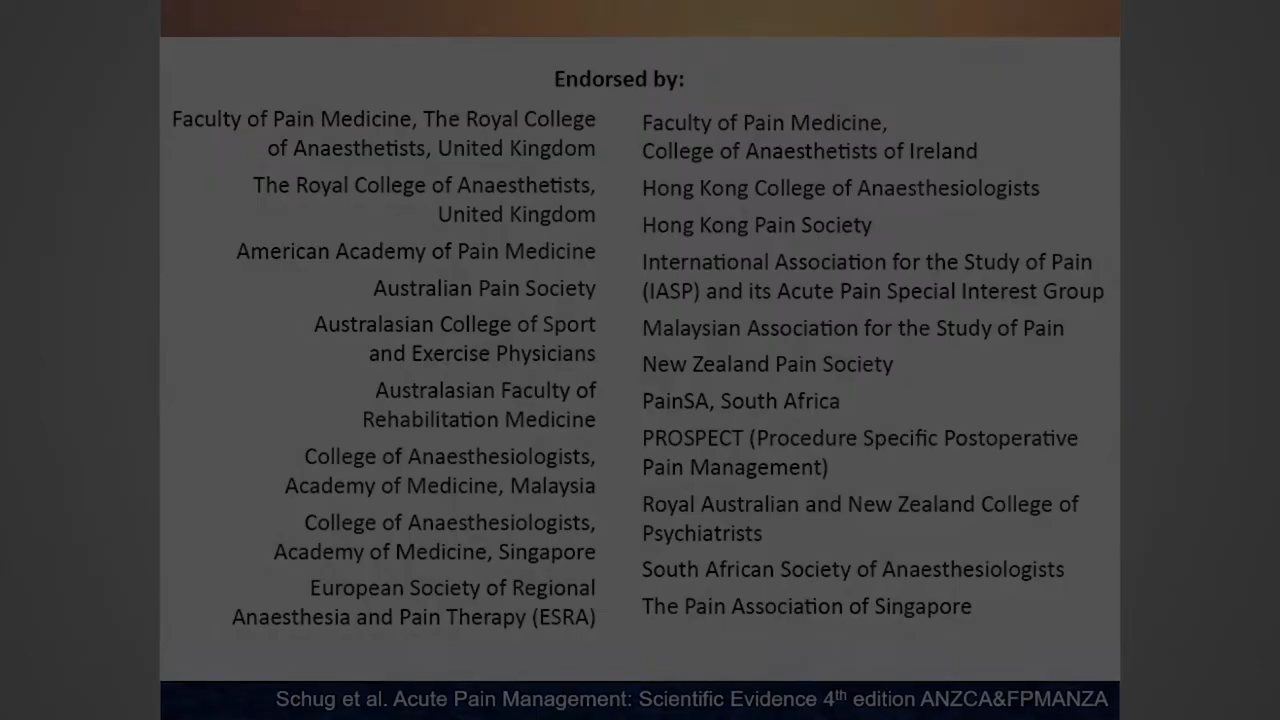 Endorsed by:
Faculty of Pain Medicine, The Royal College
of Anaesthetists, United Kingdom
The Royal College of Anaesthetists,
United Kingdom
American Academy of Pain Medicine
Australian Pain Society
Australasian College of Sport
and Exercise Physicians
Australasian Faculty of
Rehabilitation Medicine
College of Anaesthesiologists,
Academy of Medicine, Malaysia
College of Anaesthesiologists,
Academy of Medicine, Singapore
European Society of Regional
Anaesthesia and Pain Therapy (ESRA)
Faculty of Pain Medicine,
College of Anaesthetists of Ireland
Hong Kong College of Anaesthesiologists
Hong Kong Pain Society
International Association for the Study of Pain
(IASP) and its Acute Pain Special Interest Group
Malaysian Association for the Study of Pain
New Zealand Pain Society
PainSA, South Africa
PROSPECT (Procedure Specific Postoperative
Pain Management)
Royal Australian and New Zealand College of
Psychiatrists
South African Society of Anaesthesiologists
The Pain Association of Singapore
Schug et al. Acute Pain Management: Scientific Evidence 4th edition ANZCA&FPMANZA